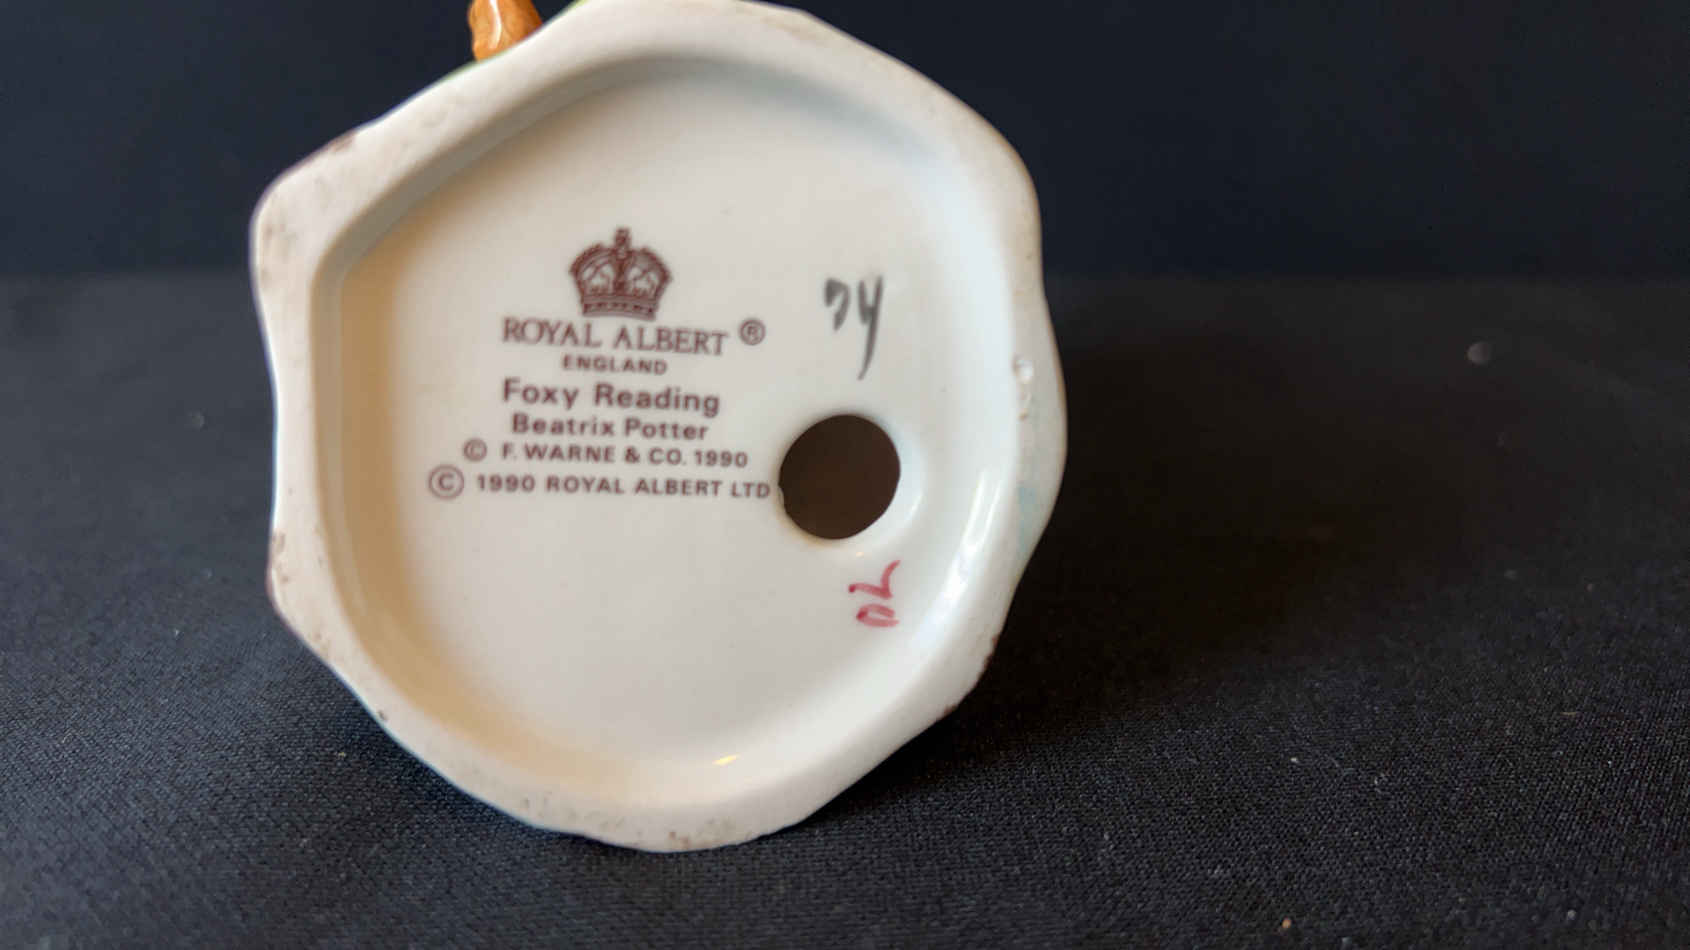 ROYAL ALBERT ®
ENGLAND
Foxy Reading
Beatrix Potter
© F. WARNE & CO. 1990
© 1990 ROYAL ALBERT LTD